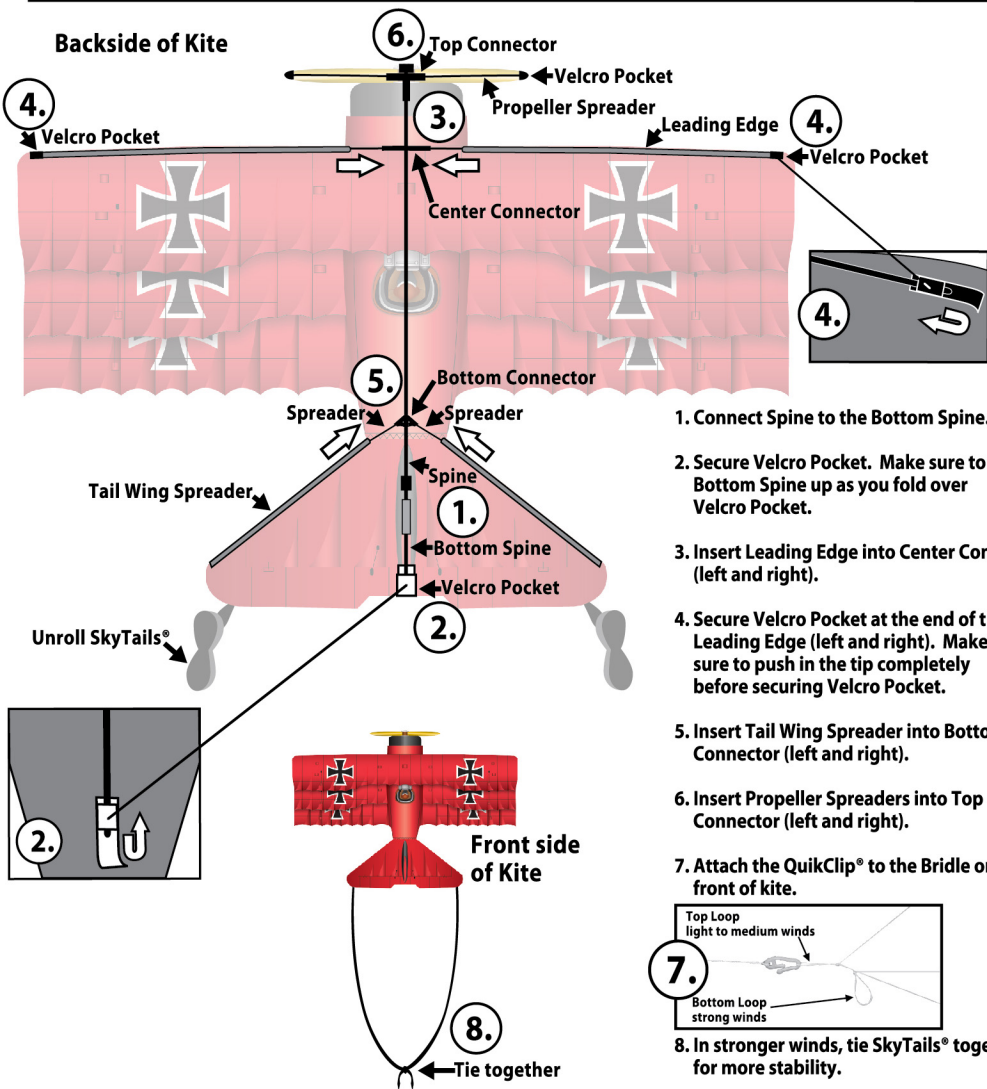 Backside of Kite
6.
Top Connector
Velcro Pocket
Propeller Spreader
4.
Velcro Pocket
3.
Leading Edge
4.
Velcro Pocket
Center Connector
4.
5.
Bottom Connector
Spreader
Spreader
Tail Wing Spreader
Spine
1.
Bottom Spine
Velcro Pocket
2.
Unroll SkyTails®
2.
Front side
of Kite
8.
Tie together
1. Connect Spine to the Bottom Spine.
2. Secure Velcro Pocket. Make sure to
Bottom Spine up as you fold over
Velcro Pocket.
3. Insert Leading Edge into Center Con
(left and right).
4. Secure Velcro Pocket at the end of t
Leading Edge (left and right). Make
sure to push in the tip completely
before securing Velcro Pocket.
5. Insert Tail Wing Spreader into Botto
Connector (left and right).
6. Insert Propeller Spreaders into Top
Connector (left and right).
7. Attach the QuikClip® to the Bridle on
front of kite.
Top Loop
light to medium winds
7.
Bottom Loop
strong winds
8. In stronger winds, tie SkyTails® toge
for more stability.